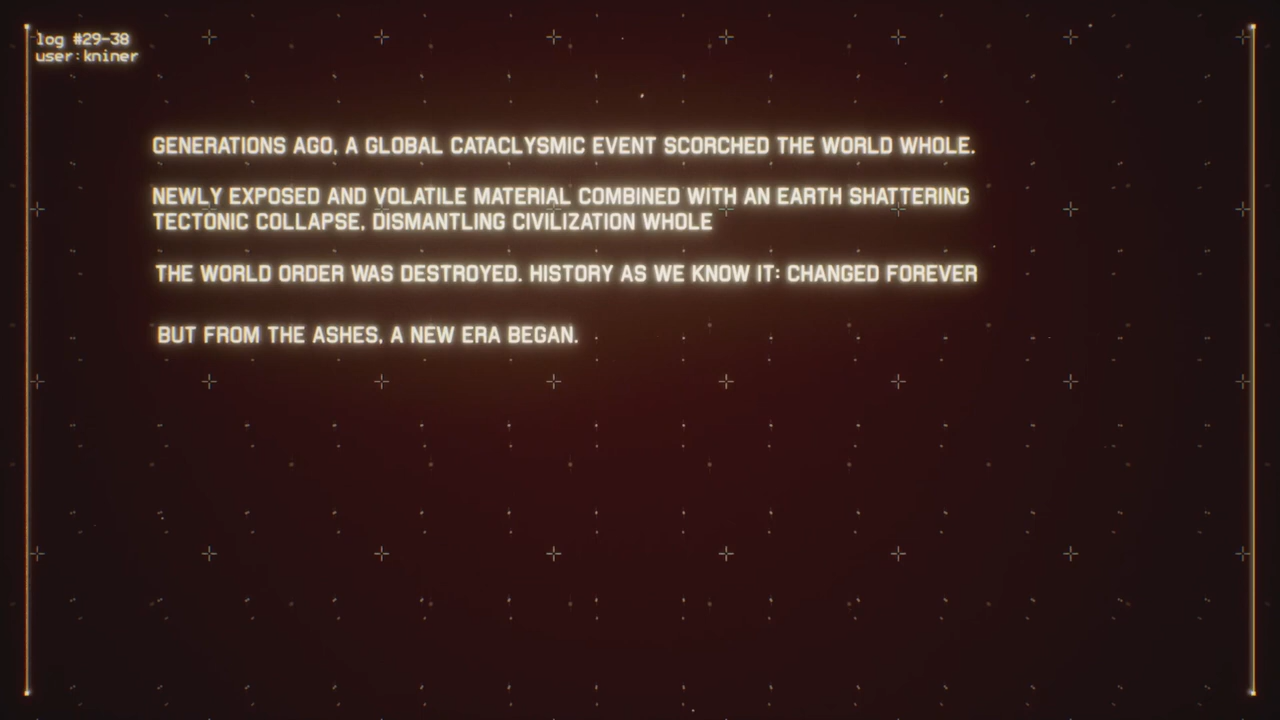 log #29-38
user:kniner
GENERATIONS AGO, A GLOBAL CATACLYSMIC EVENT SCORCHED THE WORLD WHOLE.
NEWLY EXPOSED AND VOLATILE MATERIAL COMBINED WITH AN EARTH SHATTERING
TECTONIC COLLAPSE, DISMANTLING CIVILIZATION WHOLE
THE WORLD ORDER WAS DESTROYED. HISTORY AS WE KNOW IT: CHANGED FOREVER
BUT FROM THE ASHES, A NEW ERA BEGAN.